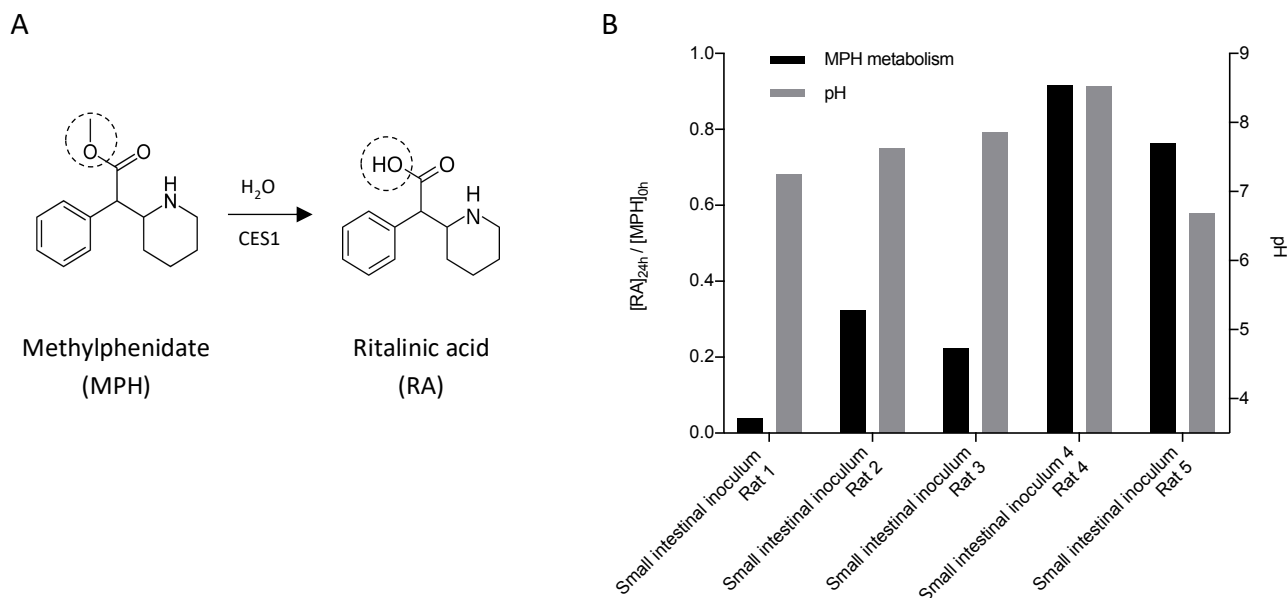 A
O
O
H
N
H₂O
CES1
HO
O
H
N
Methylphenidate
(MPH)
Ritalinic acid
(RA)
B
MPH metabolism
pH
1.0
0.8
0.6
0.4
0.2
0.0
[RA]24h / [MPH]0h
9
8
7
6
5
4
pH
Small intestinal inoculum
Rat 1
Small intestinal inoculum
Rat 2
Small intestinal inoculum
Rat 3
Small intestinal inoculum 4
Rat 4
Small intestinal inoculum
Rat 5